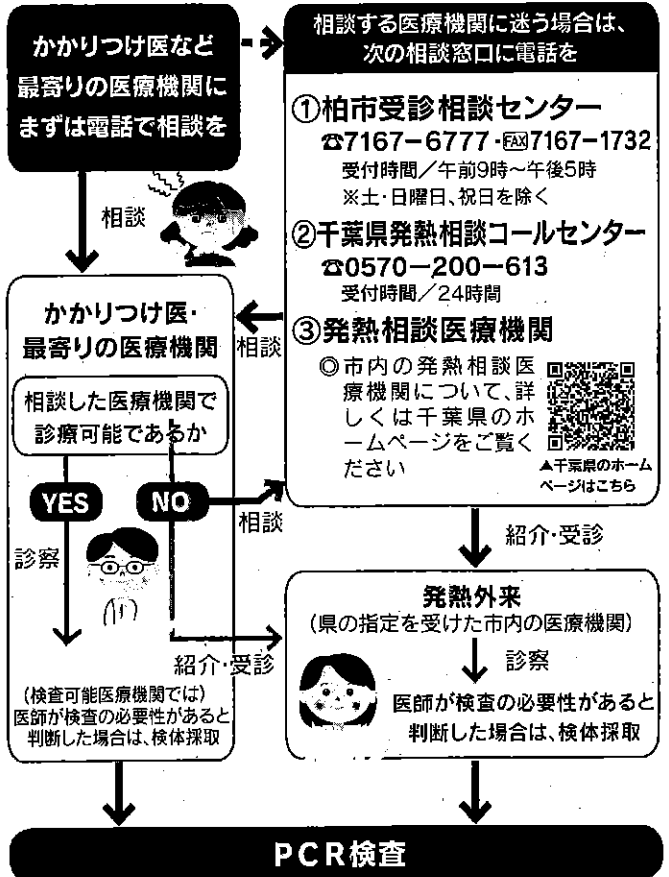 かかりつけ医など
最寄りの医療機関に
まずは電話で相談を
相談する医療機関に迷う場合は、
次の相談窓口に電話を
①柏市受診相談センター
☎7167−6777・FAX7167−1732
受付時間／午前9時〜午後5時
※土・日曜日、祝日を除く
②千葉県発熱相談コールセンター
☎0570−200−613
受付時間／24時間
③発熱相談医療機関
◎市内の発熱相談医
療機関について、詳
しくは千葉県のホ
ームページをご覧く
ださい
▲千葉県のホーム
ページはこちら
相談
かかりつけ医・
最寄りの医療機関
相談
相談した医療機関で
診療可能であるか
YES
NO
相談
診察
紹介・受診
(検査可能医療機関では)
医師が検査の必要性があると
判断した場合は、検体採取
紹介・受診
発熱外来
(県の指定を受けた市内の医療機関)
診察
医師が検査の必要性があると
判断した場合は、検体採取
PCR検査